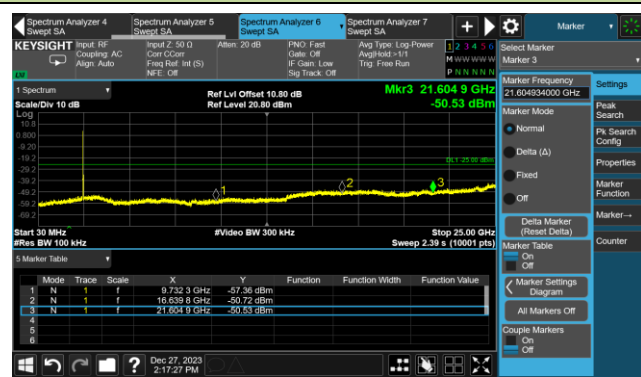 Spectrum Analyzer 4
Swept SA
Spectrum Analyzer 5
Swept SA
Spectrum Analyzer 6
Swept SA
Spectrum Analyzer 7
Swept SA
+
Marker
KEYSIGHT
Input: RF
Coupling: AC
Align: Auto
Input Z: 50 Ω
Corr CCorr
Freq Ref: Int (S)
NFE: Off
Atten: 20 dB
PNO: Fast
Gate: Off
IF Gain: Low
Sig Track: Off
Avg Type: Log-Power
Avg|Hold:>1/1
Trig: Free Run
1 2 3 4 5 6
M W W W W W
P N N N N N
Select Marker
Marker 3
1 Spectrum
Scale/Div 10 dB
Log
Ref Lvl Offset 10.80 dB
Ref Level 20.80 dBm
Mkr3 21.604 9 GHz
-50.53 dBm
10.8
0.800
-9.20
-19.2
-29.2
-39.2
-49.2
-59.2
-69.2
DL1 -25.00 dBm
1
2
3
Start 30 MHz
#Res BW 100 kHz
#Video BW 300 kHz
Stop 25.00 GHz
Sweep 2.39 s (10001 pts)
5 Marker Table
Mode Trace Scale X Y Function Function Width Function Value
1 N 1 f 9.732 3 GHz -57.36 dBm
2 N 1 f 16.639 8 GHz -50.72 dBm
3 N 1 f 21.604 9 GHz -50.53 dBm
4
5
6
Marker Frequency
21.604934000 GHz
Marker Mode
Normal
Delta (Δ)
Fixed
Off
Delta Marker
(Reset Delta)
Marker Table
On
Off
Marker Settings
Diagram
All Markers Off
Couple Markers
On
Off
Settings
Peak
Search
Pk Search
Config
Properties
Marker
Function
Marker→
Counter
?
Dec 27, 2023
2:17:27 PM